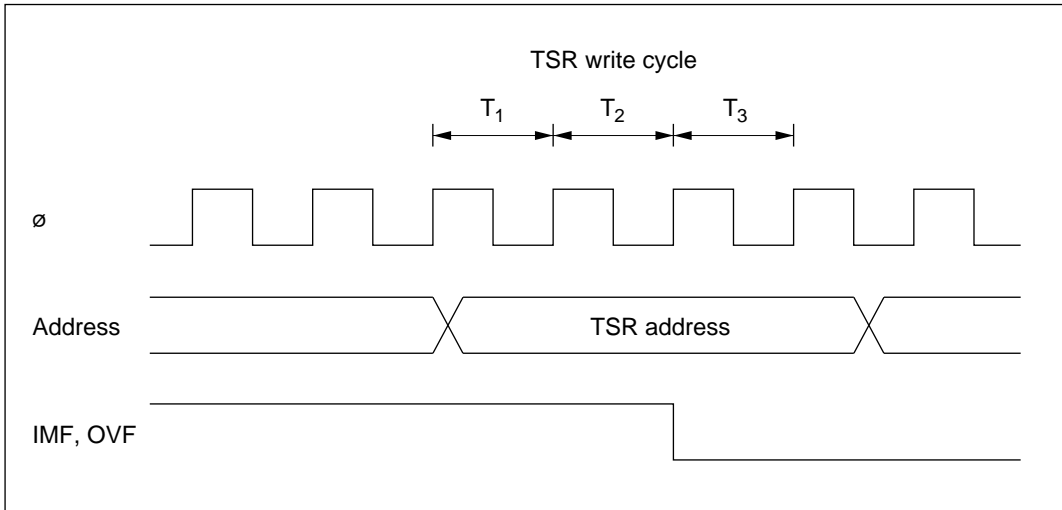 TSR write cycle
T1 T2 T3
ø
Address TSR address
IMF, OVF